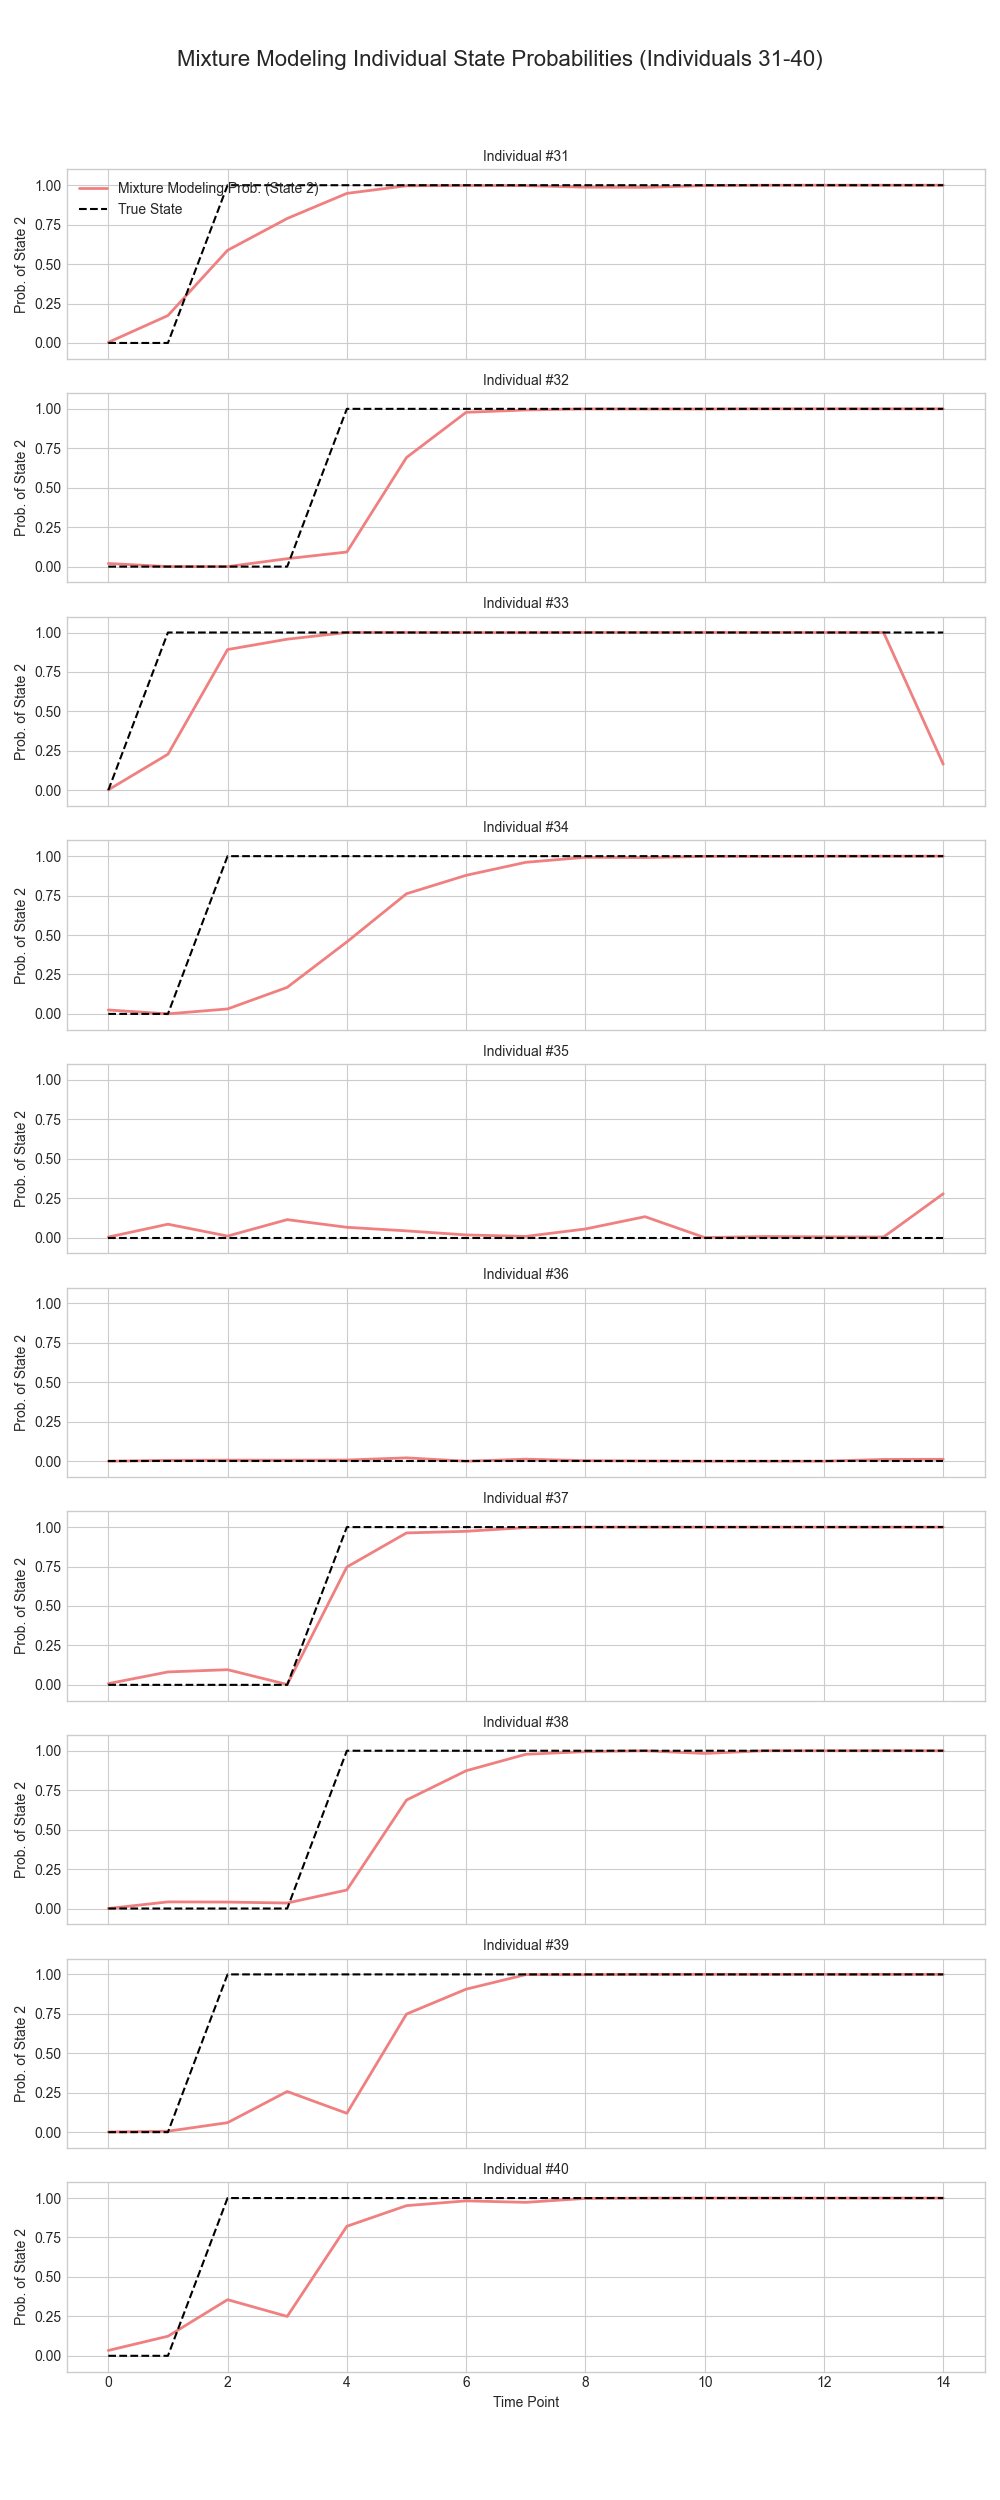 Mixture Modeling Individual State Probabilities (Individuals 31-40)
Individual #31
Mixture Modeling Prob. (State 2)
True State
Prob. of State 2
1.00
0.75
0.50
0.25
0.00
Individual #32
Prob. of State 2
1.00
0.75
0.50
0.25
0.00
Individual #33
Prob. of State 2
1.00
0.75
0.50
0.25
0.00
Individual #34
Prob. of State 2
1.00
0.75
0.50
0.25
0.00
Individual #35
Prob. of State 2
1.00
0.75
0.50
0.25
0.00
Individual #36
Prob. of State 2
1.00
0.75
0.50
0.25
0.00
Individual #37
Prob. of State 2
1.00
0.75
0.50
0.25
0.00
Individual #38
Prob. of State 2
1.00
0.75
0.50
0.25
0.00
Individual #39
Prob. of State 2
1.00
0.75
0.50
0.25
0.00
Individual #40
Prob. of State 2
1.00
0.75
0.50
0.25
0.00
0 2 4 6 8 10 12 14
Time Point